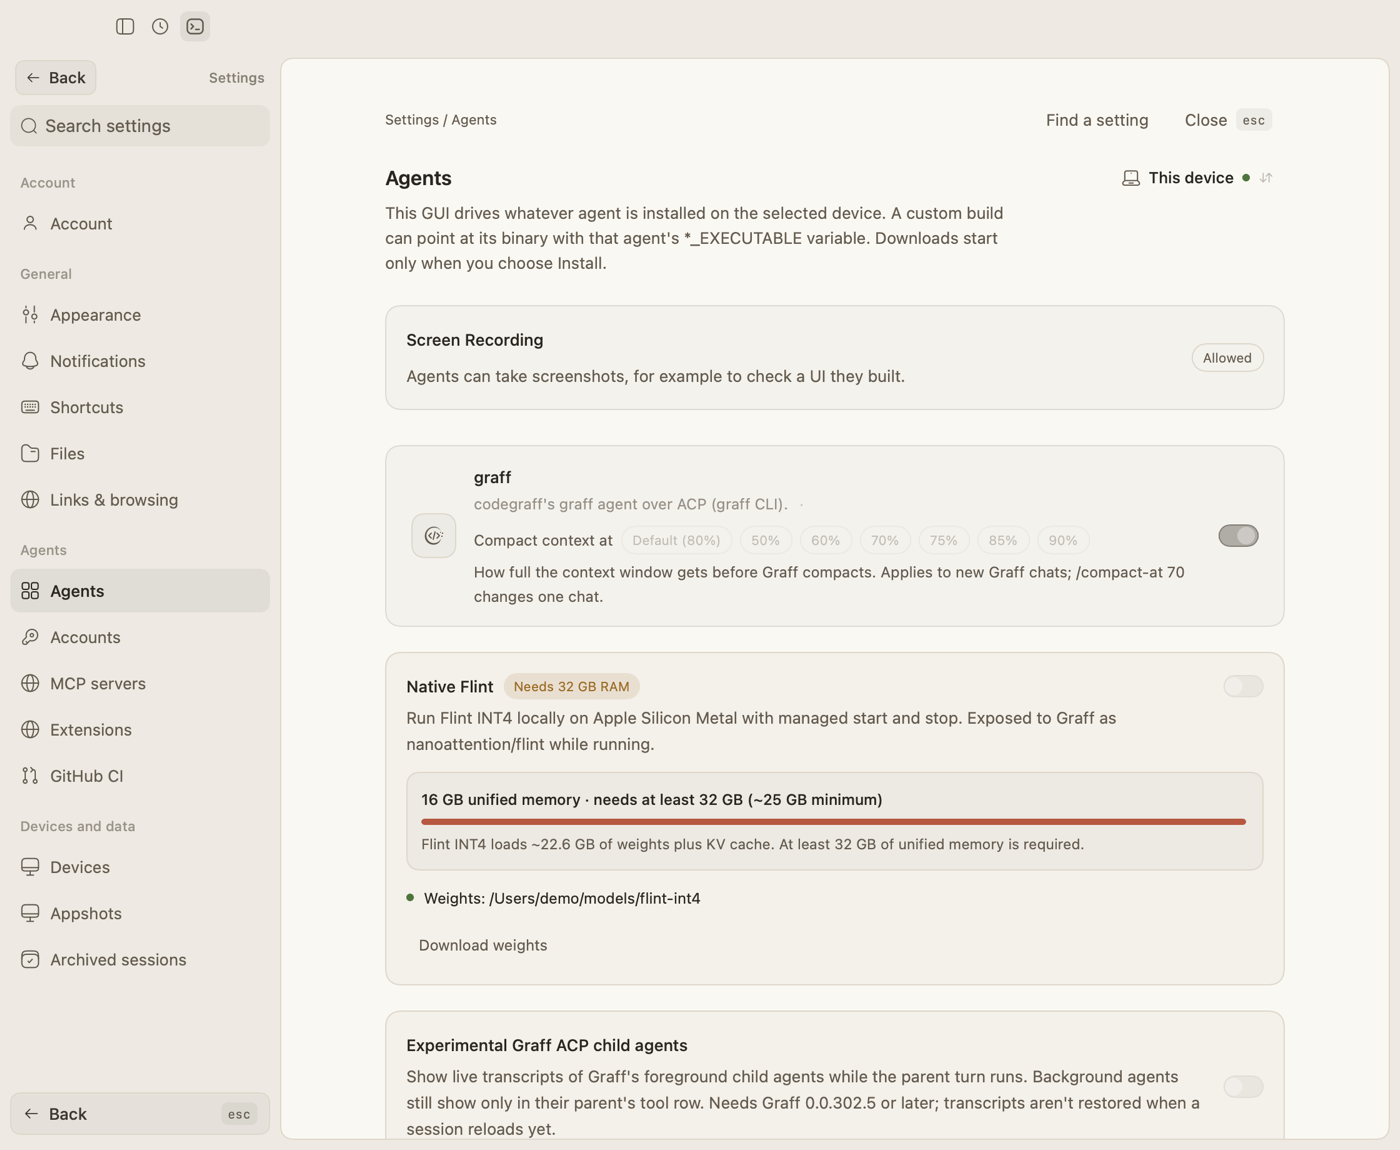 Back
Settings
Search settings
Account
Account
General
Appearance
Notifications
Shortcuts
Files
Links & browsing
Agents
Agents
Accounts
MCP servers
Extensions
GitHub CI
Devices and data
Devices
Appshots
Archived sessions
Back esc
Settings / Agents
Find a setting
Close esc
Agents
This device
This GUI drives whatever agent is installed on the selected device. A custom build
can point at its binary with that agent's *_EXECUTABLE variable. Downloads start
only when you choose Install.
Screen Recording
Agents can take screenshots, for example to check a UI they built.
Allowed
graff
codegraff's graff agent over ACP (graff CLI). ·
Compact context at Default (80%) 50% 60% 70% 75% 85% 90%
How full the context window gets before Graff compacts. Applies to new Graff chats; /compact-at 70
changes one chat.
Native Flint Needs 32 GB RAM
Run Flint INT4 locally on Apple Silicon Metal with managed start and stop. Exposed to Graff as
nanoattention/flint while running.
16 GB unified memory · needs at least 32 GB (~25 GB minimum)
Flint INT4 loads ~22.6 GB of weights plus KV cache. At least 32 GB of unified memory is required.
Weights: /Users/demo/models/flint-int4
Download weights
Experimental Graff ACP child agents
Show live transcripts of Graff's foreground child agents while the parent turn runs. Background agents
still show only in their parent's tool row. Needs Graff 0.0.302.5 or later; transcripts aren't restored when a
session reloads yet.